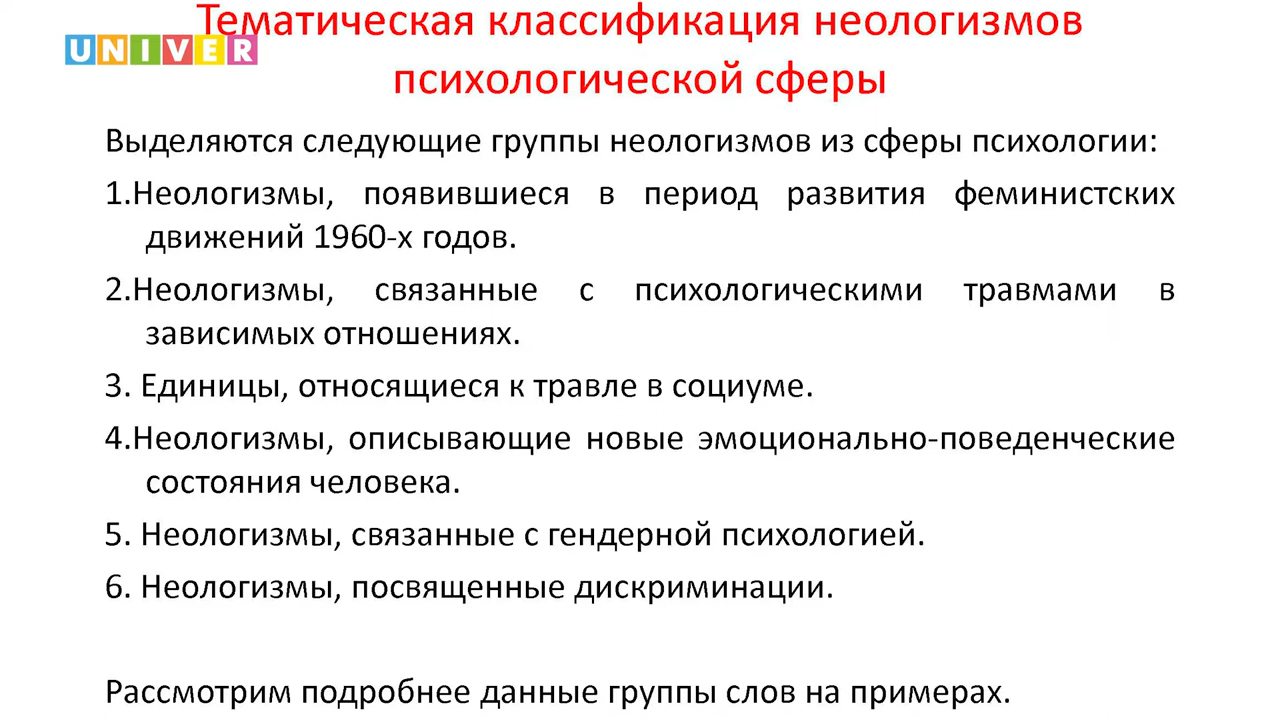 Тематическая классификация неологизмов
UNIVER
психологической сферы
Выделяются следующие группы неологизмов из сферы психологии:
1.Неологизмы, появившиеся в период развития феминистских
движений 1960-х годов.
2.Неологизмы, связанные с психологическими травмами в
зависимых отношениях.
3. Единицы, относящиеся к травле в социуме.
4.Неологизмы, описывающие новые эмоционально-поведенческие
состояния человека.
5. Неологизмы, связанные с гендерной психологией.
6. Неологизмы, посвященные дискриминации.
Рассмотрим подробнее данные группы слов на примерах.